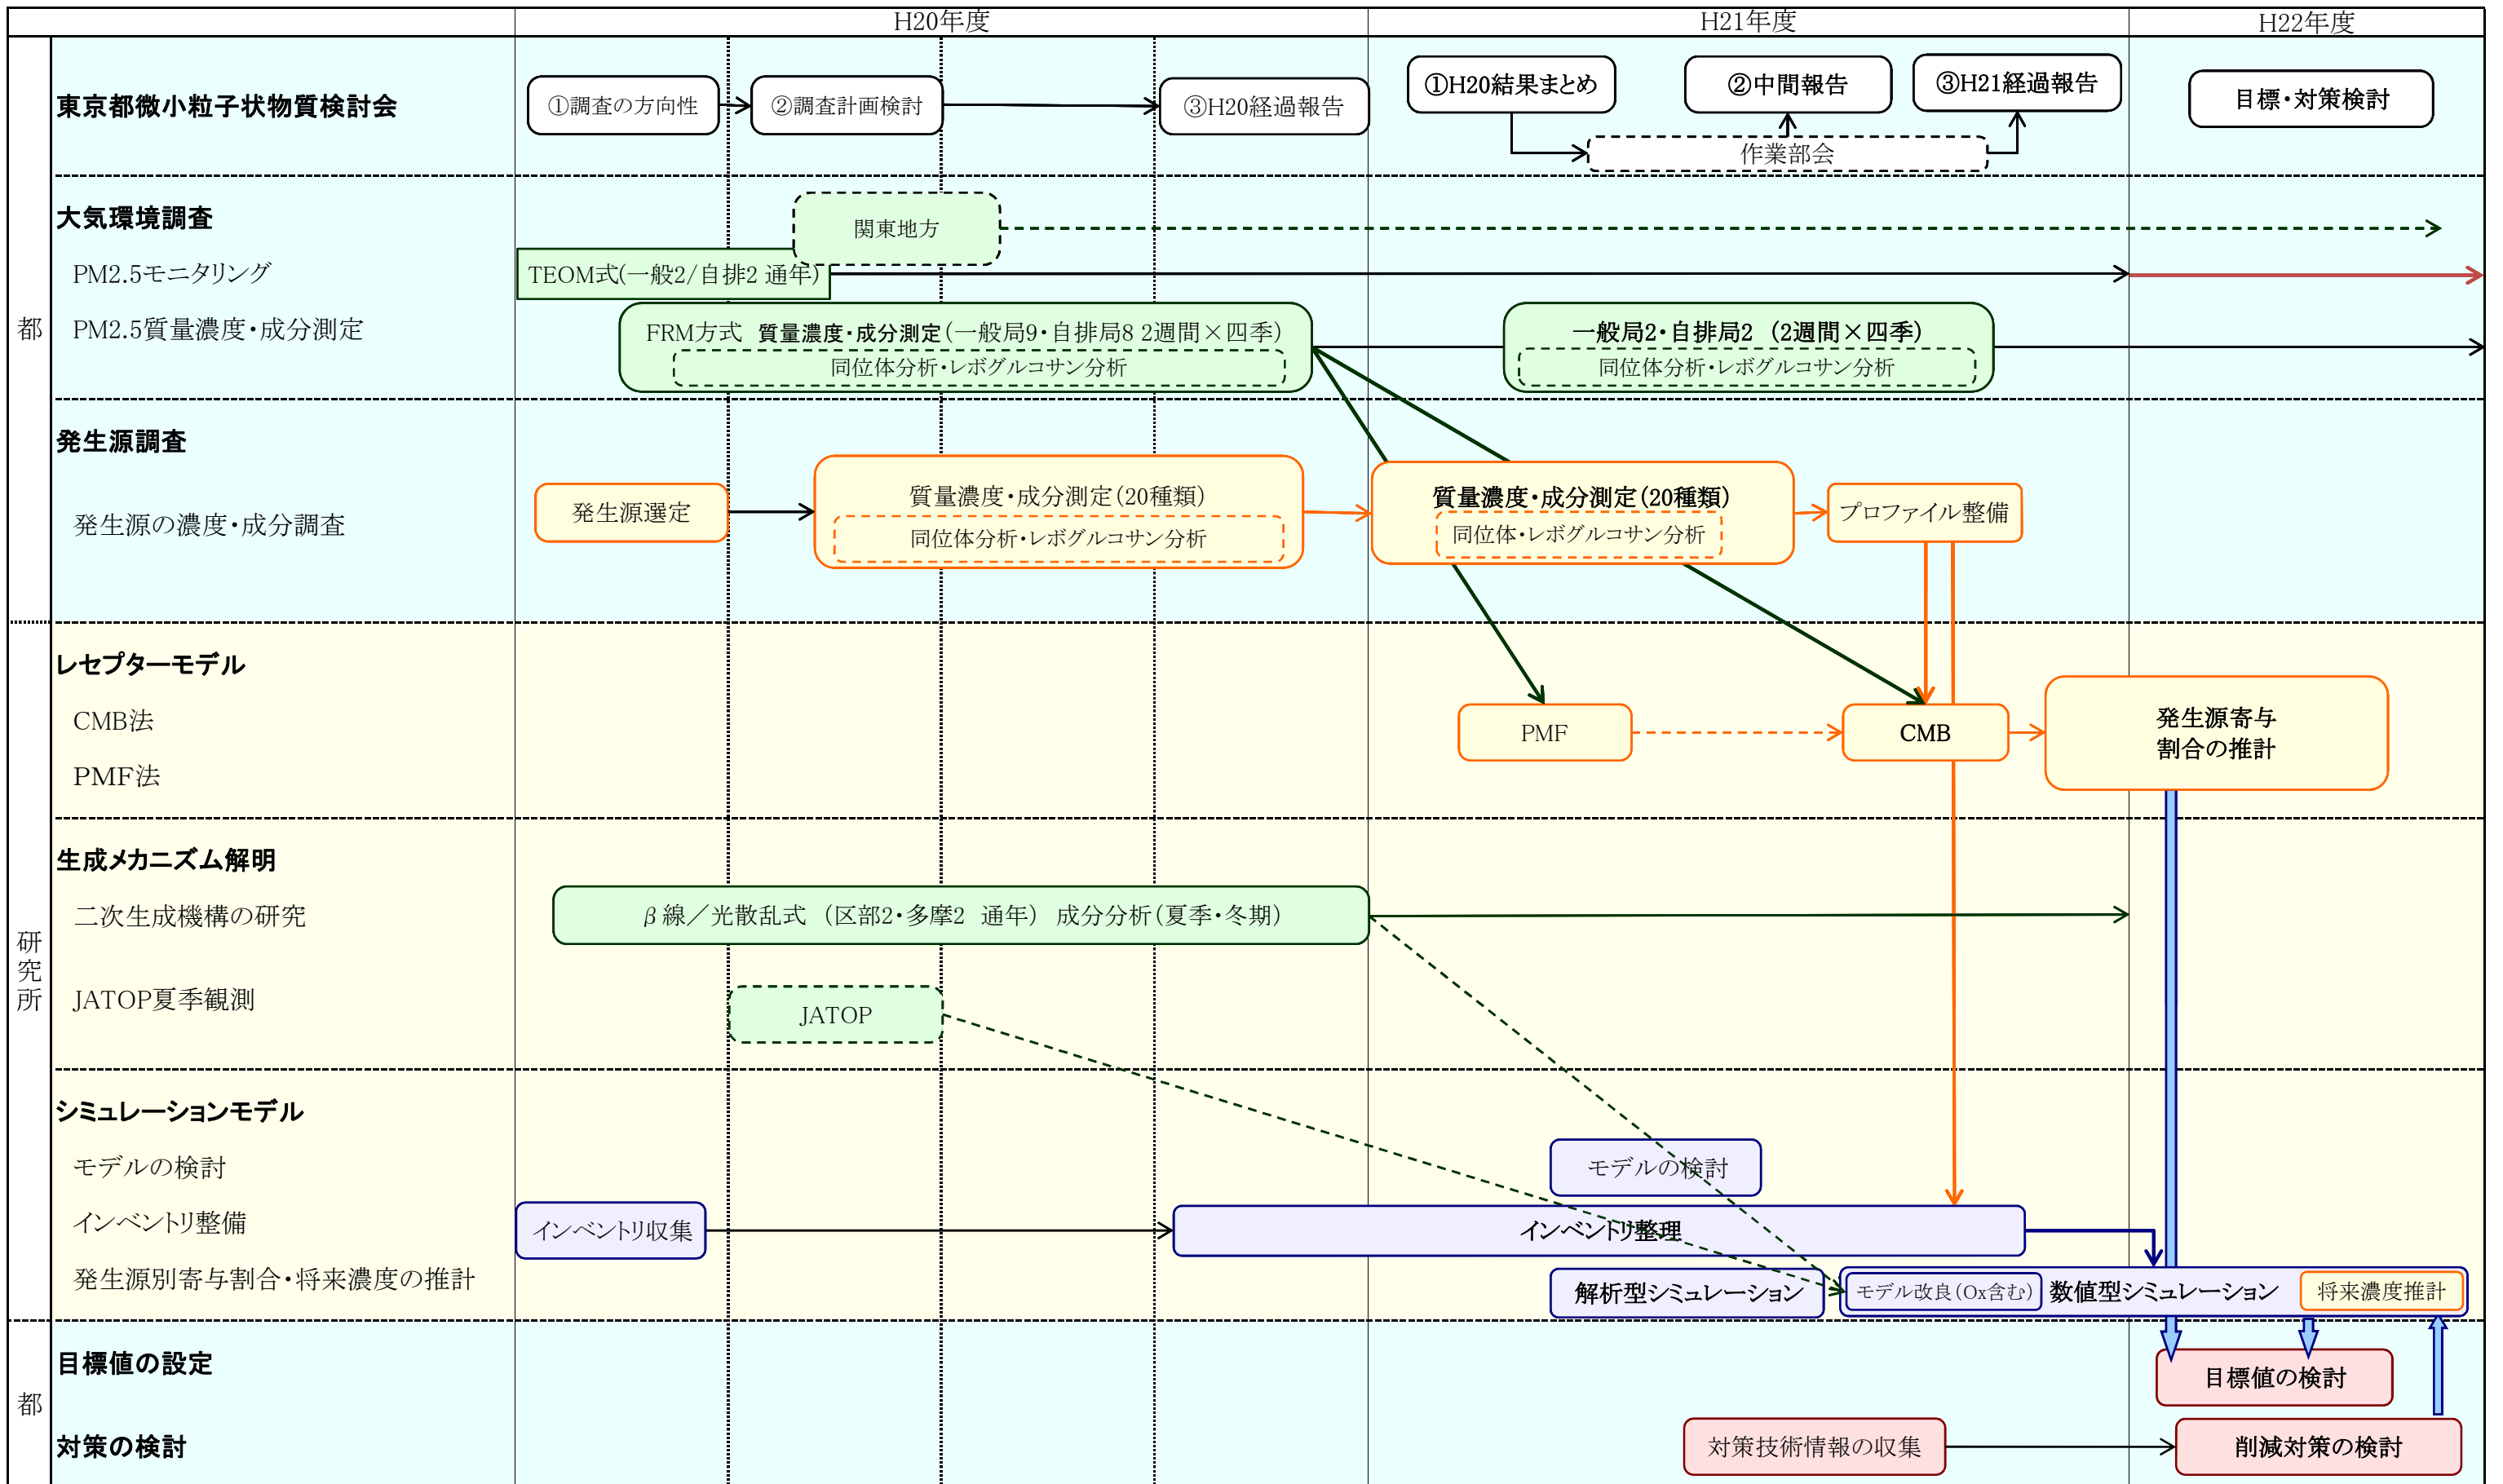 H20年度
H21年度
H22年度
都
東京都微小粒子状物質検討会
①調査の方向性
②調査計画検討
③H20経過報告
①H20結果まとめ
②中間報告
③H21経過報告
作業部会
目標・対策検討
大気環境調査
関東地方
PM2.5モニタリング
TEOM式(一般2/自排2 通年)
PM2.5質量濃度・成分測定
FRM方式 質量濃度・成分測定(一般局9・自排局8 2週間×四季)
同位体分析・レボグルコサン分析
一般局2・自排局2 (2週間×四季)
同位体分析・レボグルコサン分析
発生源調査
発生源の濃度・成分調査
発生源選定
質量濃度・成分測定(20種類)
同位体分析・レボグルコサン分析
質量濃度・成分測定(20種類)
同位体・レボグルコサン分析
プロファイル整備
研究所
レセプターモデル
CMB法
PMF法
PMF
CMB
発生源寄与
割合の推計
生成メカニズム解明
二次生成機構の研究
β線/光散乱式 (区部2・多摩2 通年) 成分分析(夏季・冬期)
JATOP夏季観測
JATOP
シミュレーションモデル
モデルの検討
モデルの検討
インベントリ整備
インベントリ収集
インベントリ整理
発生源別寄与割合・将来濃度の推計
解析型シミュレーション
モデル改良(Ox含む)
数値型シミュレーション
将来濃度推計
都
目標値の設定
目標値の検討
対策の検討
対策技術情報の収集
削減対策の検討